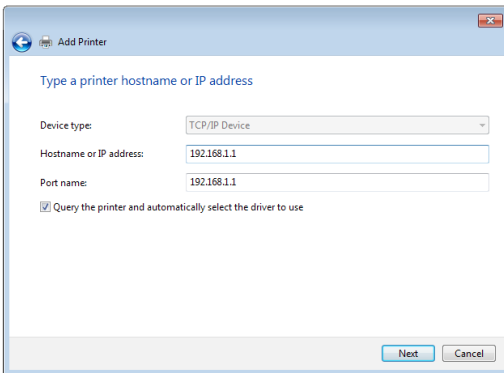 Add Printer
Type a printer hostname or IP address
Device type: TCP/IP Device
Hostname or IP address: 192.168.1.1
Port name: 192.168.1.1
Query the printer and automatically select the driver to use
Next Cancel